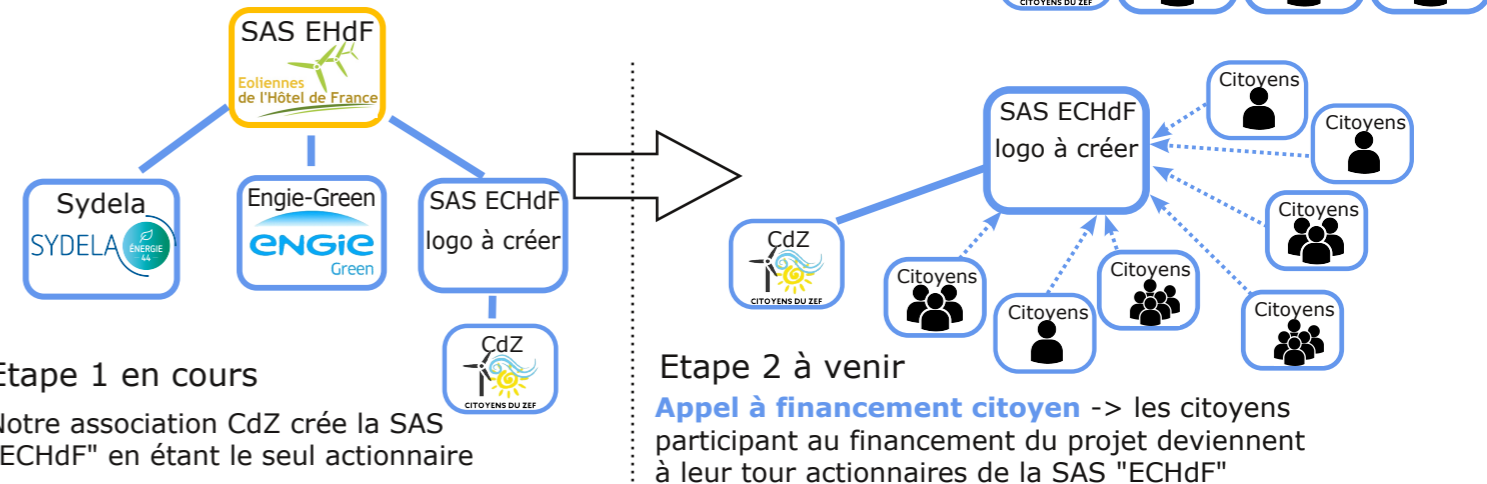 CITOYENS DU ZEF
SAS EHdF
Eoliennes
de l'Hôtel de France
Sydela
SYDELA
ÉNERGIE
44
Engie-Green
ENGIE
Green
SAS ECHdF
logo à créer
CdZ
CITOYENS DU ZEF
Etape 1 en cours
Notre association CdZ crée la SAS
"ECHdF" en étant le seul actionnaire
SAS ECHdF
logo à créer
Citoyens
Citoyens
Citoyens
Citoyens
Citoyens
Citoyens
Citoyens
CdZ
CITOYENS DU ZEF
Etape 2 à venir
Appel à financement citoyen -> les citoyens
participant au financement du projet deviennent
à leur tour actionnaires de la SAS "ECHdF"